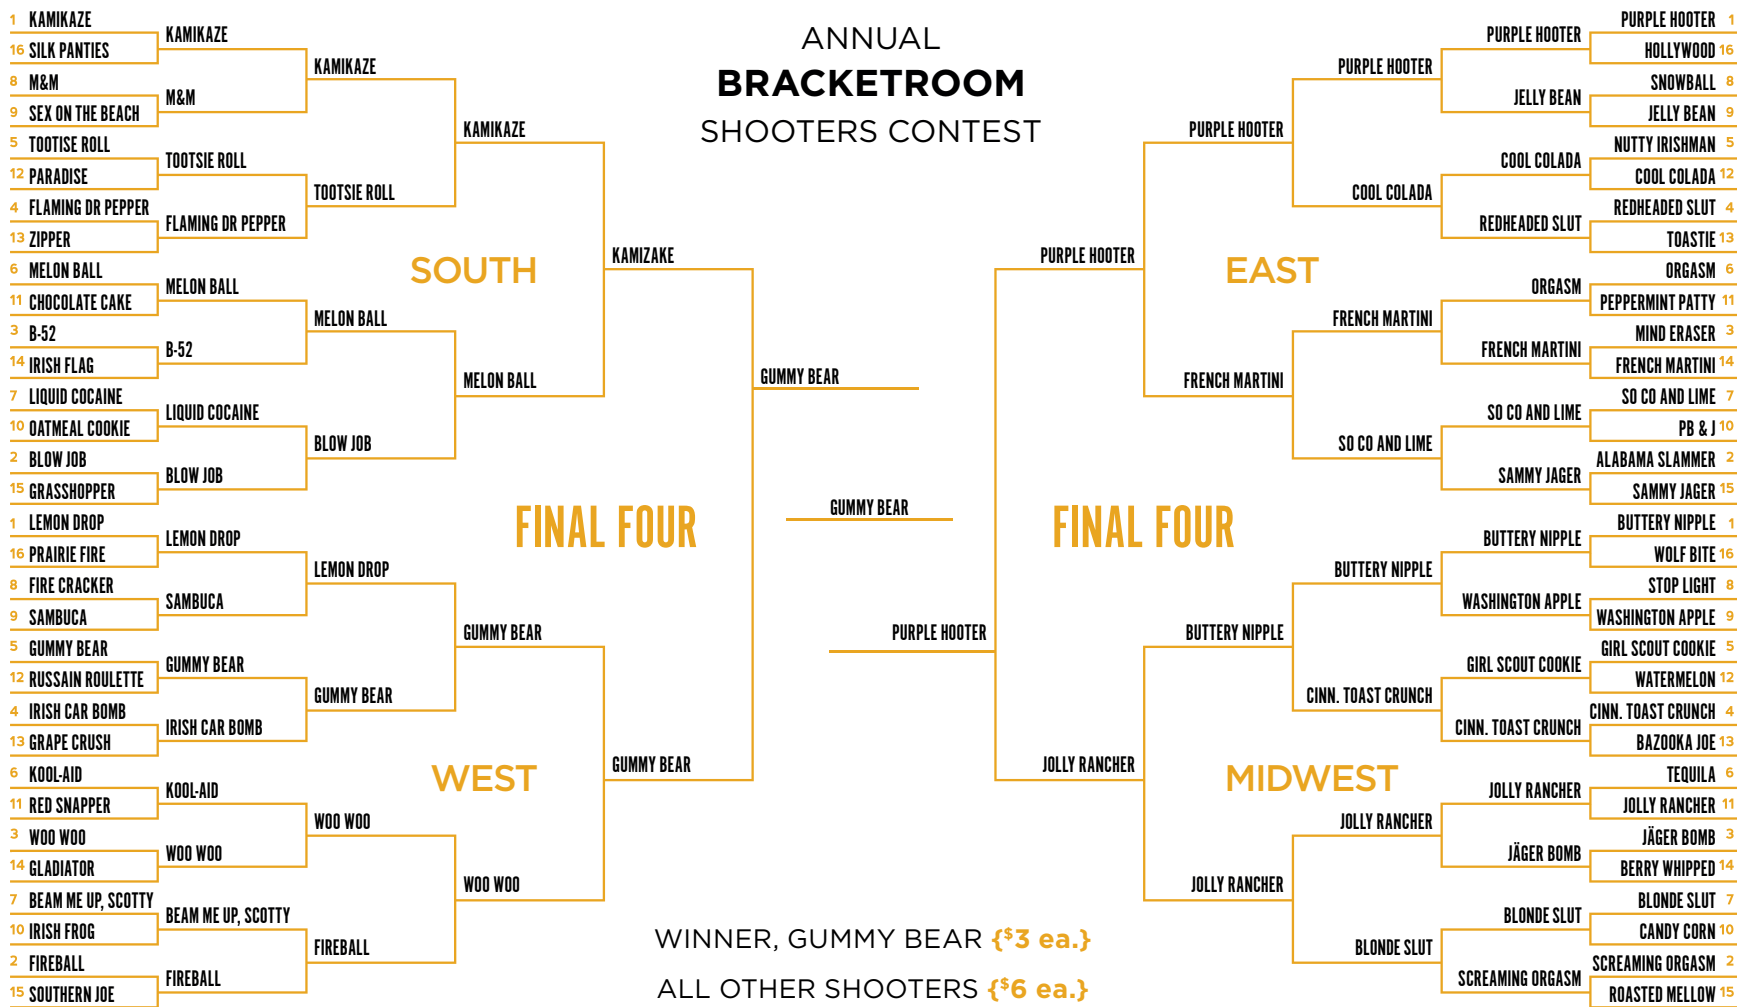 ANNUAL
BRACKETROOM
SHOOTERS CONTEST
1 KAMIKAZE
16 SILK PANTIES
8 M&M
9 SEX ON THE BEACH
5 TOOTISE ROLL
12 PARADISE
4 FLAMING DR PEPPER
13 ZIPPER
6 MELON BALL
11 CHOCOLATE CAKE
3 B-52
14 IRISH FLAG
7 LIQUID COCAINE
10 OATMEAL COOKIE
2 BLOW JOB
15 GRASSHOPPER
1 LEMON DROP
16 PRAIRIE FIRE
8 FIRE CRACKER
9 SAMBUCA
5 GUMMY BEAR
12 RUSSAIN ROULETTE
4 IRISH CAR BOMB
13 GRAPE CRUSH
6 KOOL-AID
11 RED SNAPPER
3 WOO WOO
14 GLADIATOR
7 BEAM ME UP, SCOTTY
10 IRISH FROG
2 FIREBALL
15 SOUTHERN JOE
KAMIKAZE
M&M
TOOTSIE ROLL
FLAMING DR PEPPER
MELON BALL
B-52
LIQUID COCAINE
BLOW JOB
LEMON DROP
SAMBUCA
GUMMY BEAR
IRISH CAR BOMB
KOOL-AID
WOO WOO
BEAM ME UP, SCOTTY
FIREBALL
KAMIKAZE
TOOTSIE ROLL
MELON BALL
BLOW JOB
LEMON DROP
GUMMY BEAR
WOO WOO
FIREBALL
KAMIKAZE
MELON BALL
GUMMY BEAR
WOO WOO
SOUTH
WEST
KAMIZAKE
GUMMY BEAR
FINAL FOUR
GUMMY BEAR
GUMMY BEAR
PURPLE HOOTER
FINAL FOUR
PURPLE HOOTER
JOLLY RANCHER
EAST
MIDWEST
PURPLE HOOTER
FRENCH MARTINI
BUTTERY NIPPLE
JOLLY RANCHER
PURPLE HOOTER
COOL COLADA
FRENCH MARTINI
SO CO AND LIME
BUTTERY NIPPLE
CINN. TOAST CRUNCH
JOLLY RANCHER
BLONDE SLUT
PURPLE HOOTER
JELLY BEAN
COOL COLADA
REDHEADED SLUT
ORGASM
FRENCH MARTINI
SO CO AND LIME
SAMMY JAGER
BUTTERY NIPPLE
WASHINGTON APPLE
GIRL SCOUT COOKIE
CINN. TOAST CRUNCH
JOLLY RANCHER
JÄGER BOMB
BLONDE SLUT
SCREAMING ORGASM
PURPLE HOOTER 1
HOLLYWOOD 16
SNOWBALL 8
JELLY BEAN 9
NUTTY IRISHMAN 5
COOL COLADA 12
REDHEADED SLUT 4
TOASTIE 13
ORGASM 6
PEPPERMINT PATTY 11
MIND ERASER 3
FRENCH MARTINI 14
SO CO AND LIME 7
PB & J 10
ALABAMA SLAMMER 2
SAMMY JAGER 15
BUTTERY NIPPLE 1
WOLF BITE 16
STOP LIGHT 8
WASHINGTON APPLE 9
GIRL SCOUT COOKIE 5
WATERMELON 12
CINN. TOAST CRUNCH 4
BAZOOKA JOE 13
TEQUILA 6
JOLLY RANCHER 11
JÄGER BOMB 3
BERRY WHIPPED 14
BLONDE SLUT 7
CANDY CORN 10
SCREAMING ORGASM 2
ROASTED MELLOW 15
WINNER, GUMMY BEAR {$3 ea.}
ALL OTHER SHOOTERS {$6 ea.}